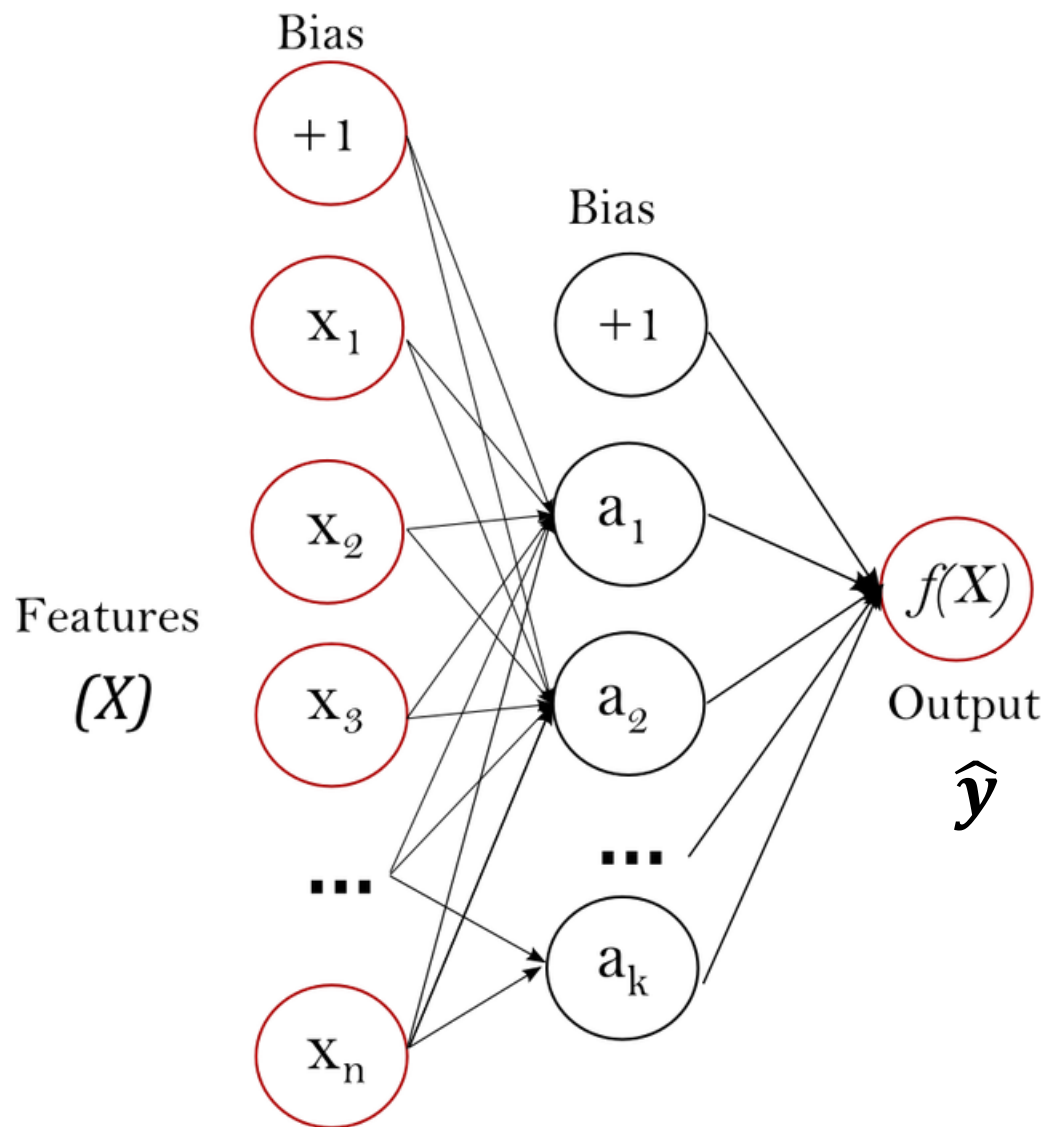 Bias
+1
Bias
x₁
+1
x₂
a₁
f(X)
Features
(X)
x₃
a₂
Output
ŷ
...
...
aₖ
xₙ